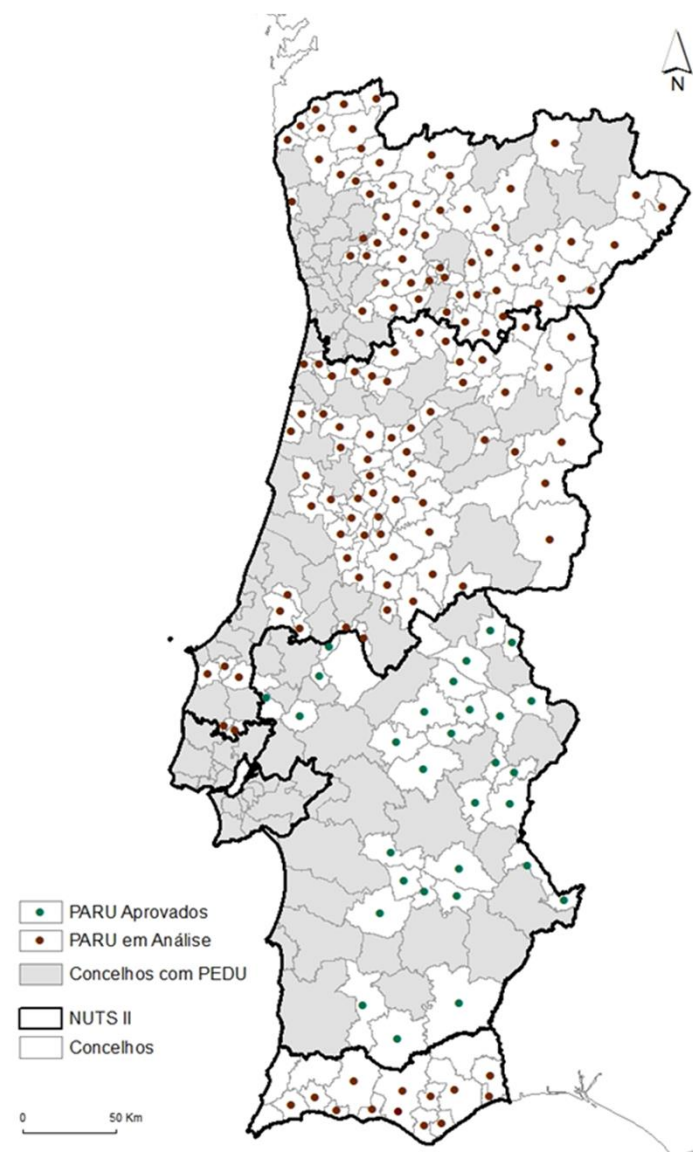 N
PARU Aprovados
PARU em Análise
Concelhos com PEDU
NUTS II
Concelhos
0 50 Km